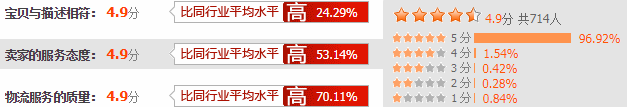 宝贝与描述相符： 4.9分 比同行业平均水平 高 24.29%
卖家的服务态度： 4.9分 比同行业平均水平 高 53.14%
物流服务的质量： 4.9分 比同行业平均水平 高 70.11%
4.9分 共714人
5 分 96.92%
4 分 1.54%
3 分 0.42%
2 分 0.28%
1 分 0.84%